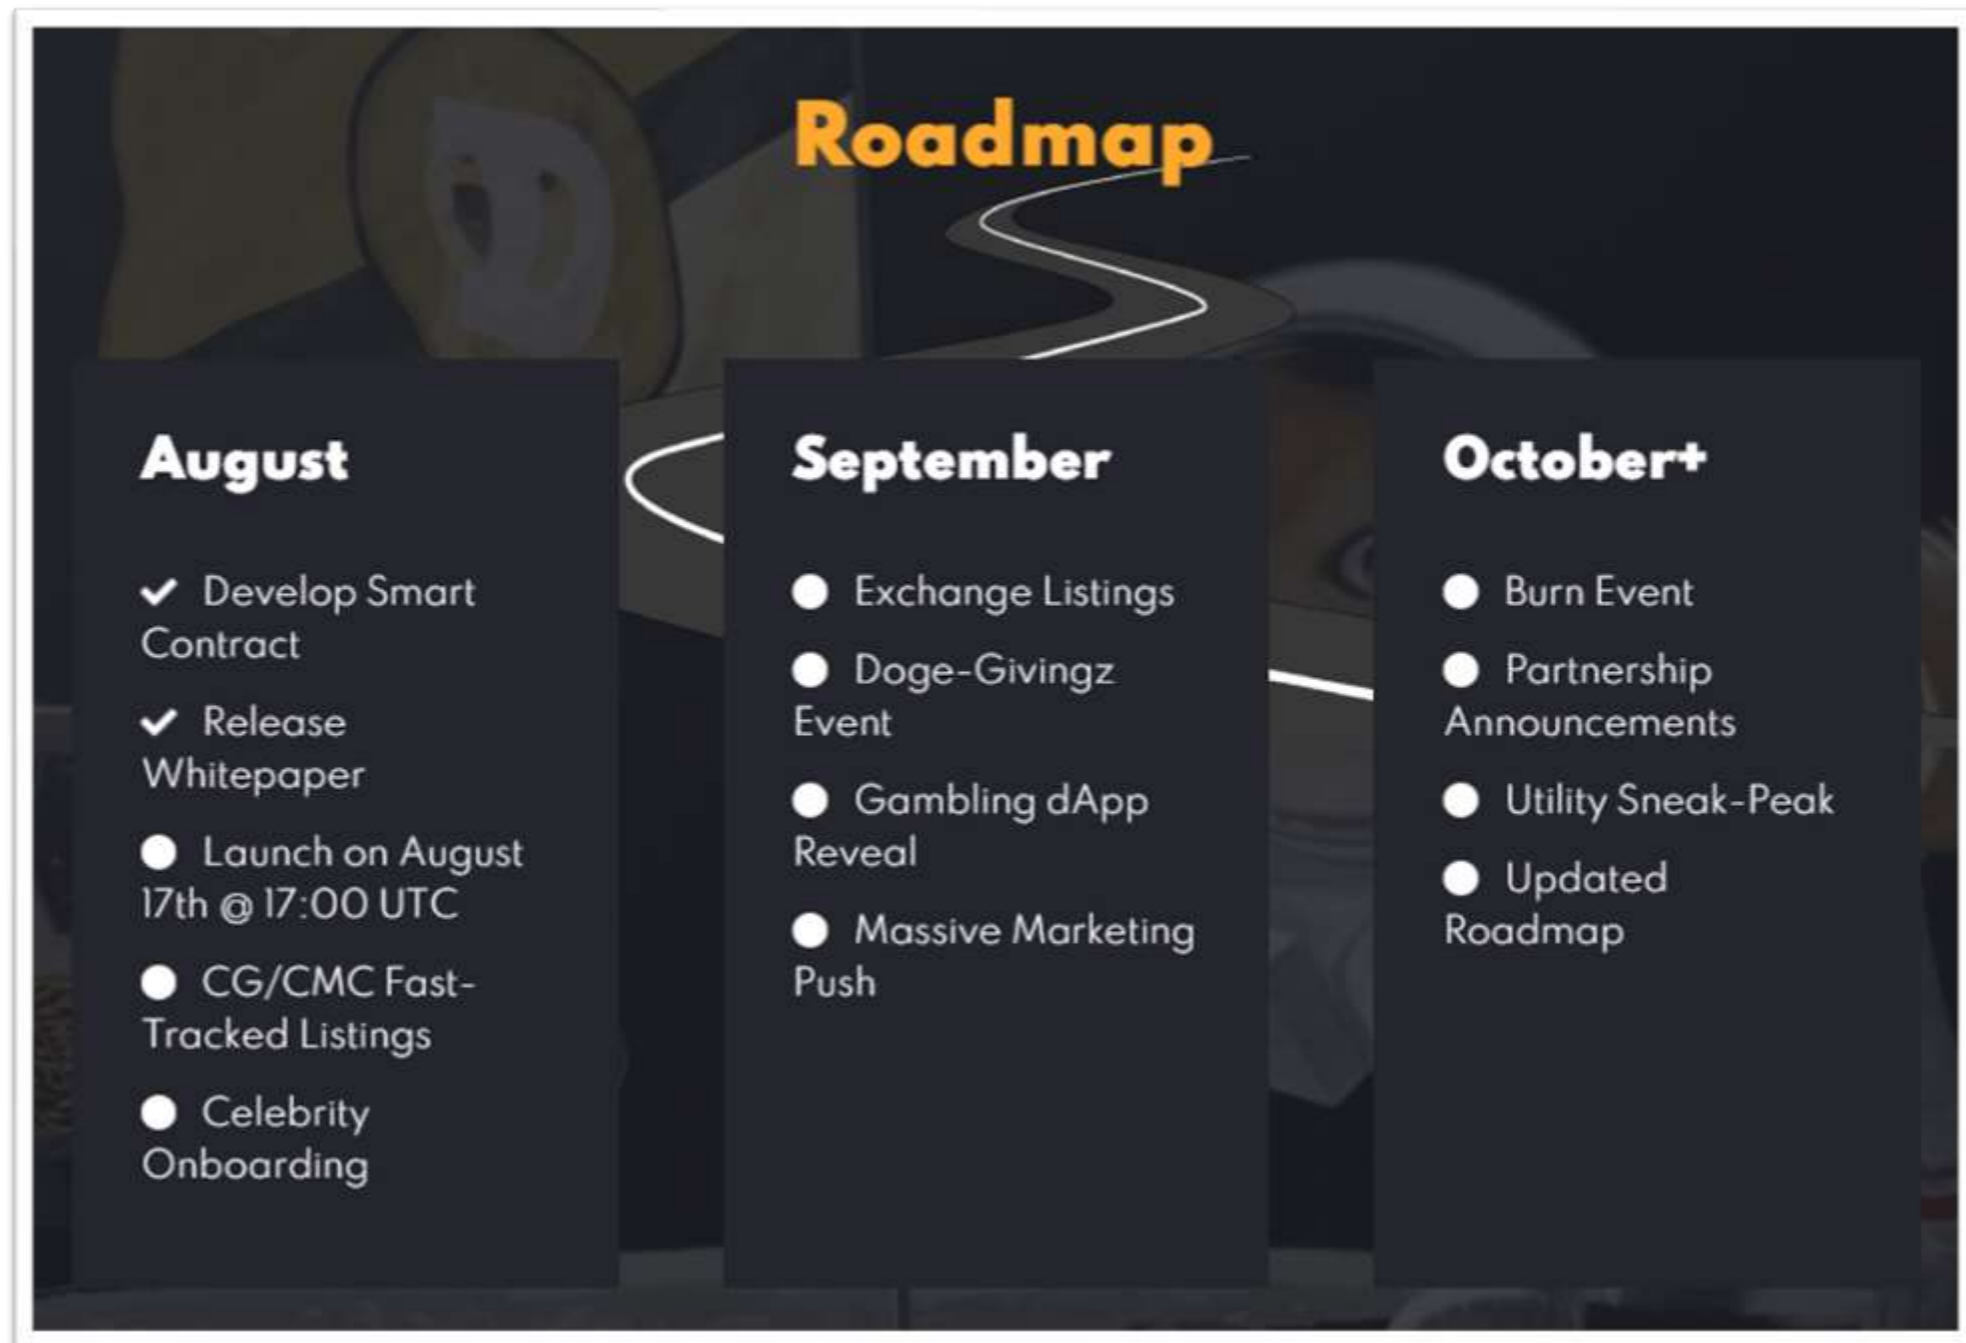 Roadmap
August
Develop Smart
Contract
Release
Whitepaper
Launch on August
17th @ 17:00 UTC
CG/CMC Fast-
Tracked Listings
Celebrity
Onboarding
September
Exchange Listings
Doge-Givingz
Event
Gambling dApp
Reveal
Massive Marketing
Push
October+
Burn Event
Partnership
Announcements
Utility Sneak-Peak
Updated
Roadmap